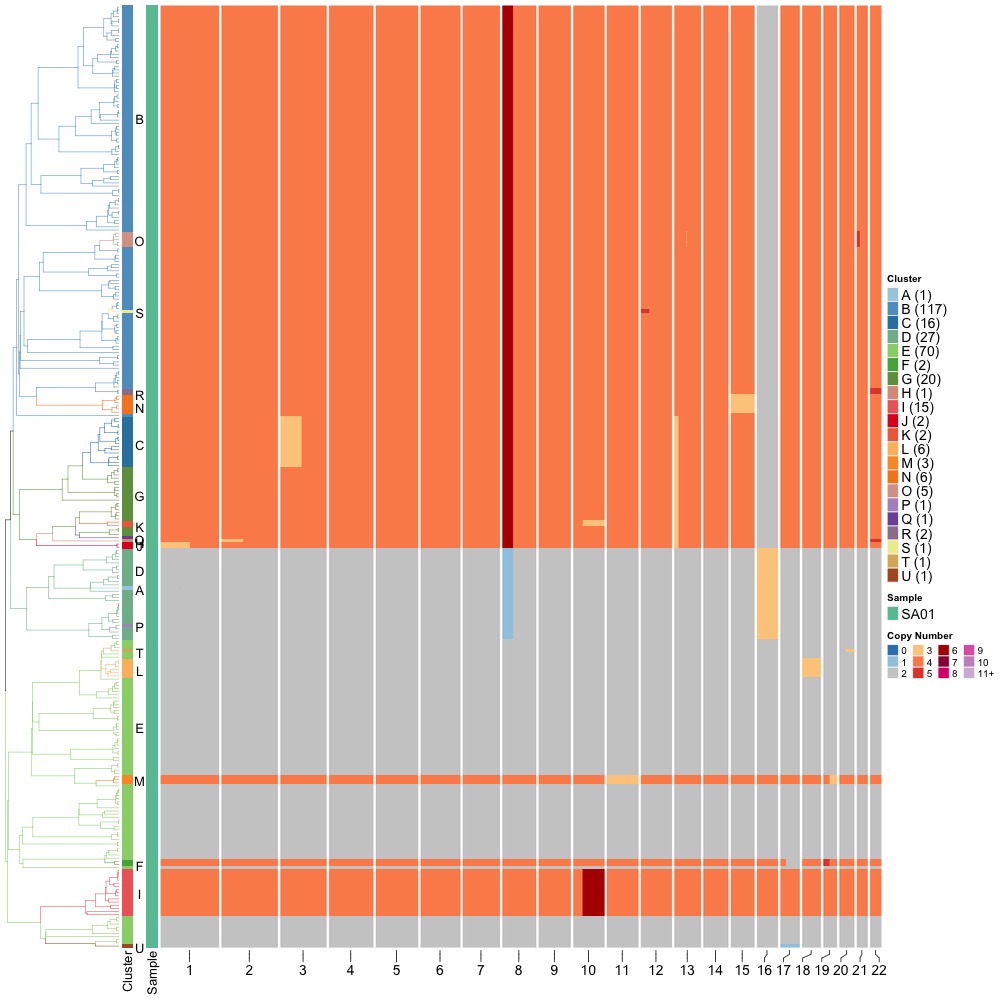 B
O
S
R
N
C
G
K
Q
J
D
A
P
T
L
E
M
F
I
U
Cluster
Sample
1 2 3 4 5 6 7 8 9 10 11 12 13 14 15 16 17 18 19 20 21 22
Cluster
A (1)
B (117)
C (16)
D (27)
E (70)
F (2)
G (20)
H (1)
I (15)
J (2)
K (2)
L (6)
M (3)
N (6)
O (5)
P (1)
Q (1)
R (2)
S (1)
T (1)
U (1)
Sample
SA01
Copy Number
0 3 6 9
1 4 7 10
2 5 8 11+